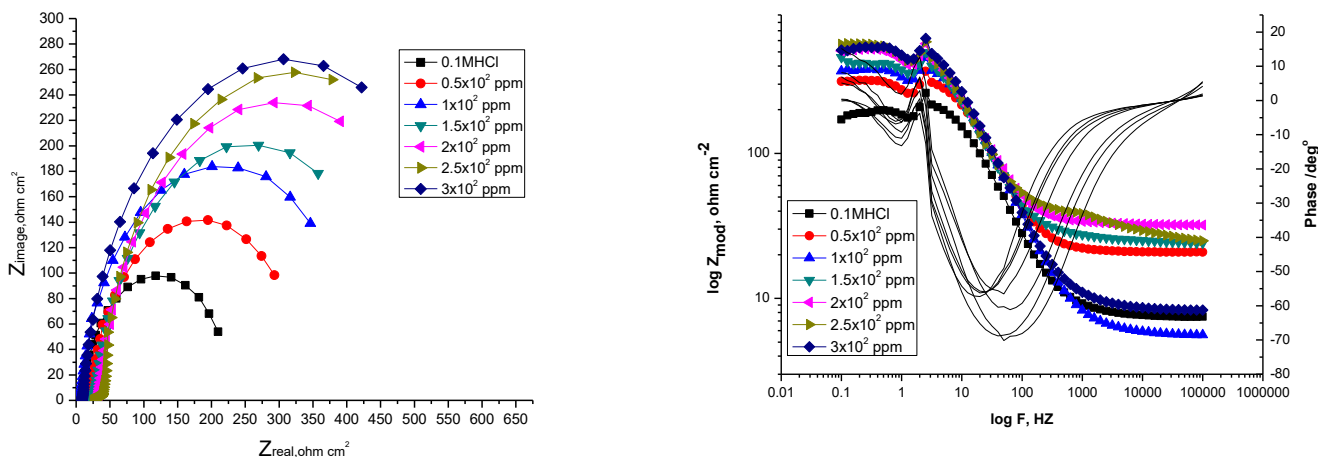 300
280
260
240
220
200
180
160
140
120
100
80
60
40
20
0
Z_image,ohm cm²
0.1MHCl
0.5x10² ppm
1x10² ppm
1.5x10² ppm
2x10² ppm
2.5x10² ppm
3x10² ppm
0 50 100 150 200 250 300 350 400 450 500 550 600 650
Z_real,ohm cm²
100
10
log Z_mod, ohm cm⁻²
0.1MHCl
0.5x10² ppm
1x10² ppm
1.5x10² ppm
2x10² ppm
2.5x10² ppm
3x10² ppm
20
10
0
-10
-20
-30
-40
-50
-60
-70
-80
Phase /deg°
0.01 0.1 1 10 100 1000 10000 100000 1000000
log F, HZ